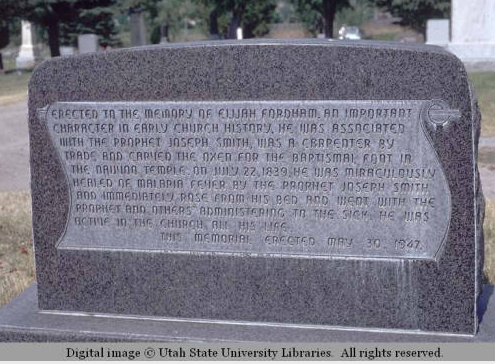 ERECTED TO THE MEMORY OF ELIJAH FORDHAM, AN IMPORTANT
CHARACTER IN EARLY CHURCH HISTORY, HE WAS ASSOCIATED
WITH THE PROPHET JOSEPH SMITH, WAS A CARPENTER BY
TRADE AND CARVED THE OXEN FOR THE BAPTISMAL FONT IN
THE NAUVOO TEMPLE. ON JULY 22, 1839, HE WAS MIRACULOUSLY
HEALED OF MALARIA FEVER BY THE PROPHET JOSEPH SMITH
AND IMMEDIATELY ROSE FROM HIS BED AND WENT WITH THE
PROPHET AND OTHERS ADMINISTERING TO THE SICK. HE WAS
ACTIVE IN THE CHURCH ALL HIS LIFE.
THIS MEMORIAL ERECTED MAY 30 1947.
Digital image © Utah State University Libraries. All rights reserved.